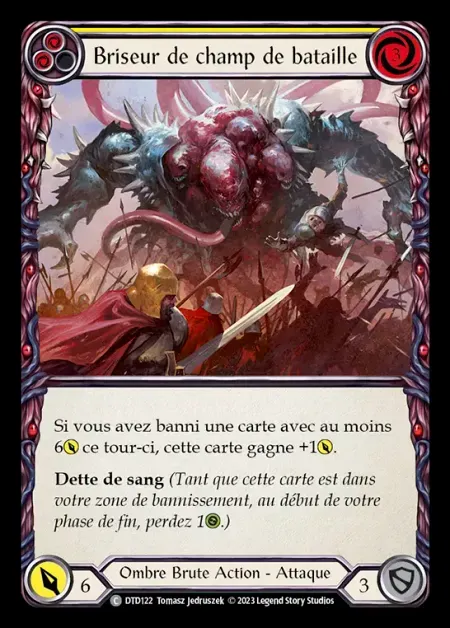 Briseur de champ de bataille
3
Si vous avez banni une carte avec au moins
6 ce tour-ci, cette carte gagne +1.
Dette de sang (Tant que cette carte est dans
votre zone de bannissement, au début de votre
phase de fin, perdez 1.)
6 Ombre Brute Action - Attaque 3
C DTD122 Tomasz Jedruszek © 2023 Legend Story Studios